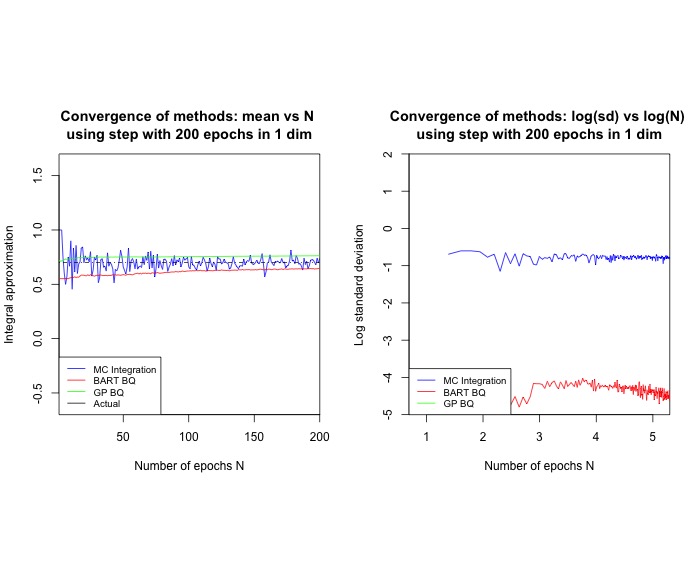 Convergence of methods: mean vs N
using step with 200 epochs in 1 dim
Integral approximation
1.5
1.0
0.5
0.0
-0.5
MC Integration
BART BQ
GP BQ
Actual
50
100
150
200
Number of epochs N
Convergence of methods: log(sd) vs log(N)
using step with 200 epochs in 1 dim
Log standard deviation
2
1
0
-1
-2
-3
-4
-5
MC Integration
BART BQ
GP BQ
1
2
3
4
5
Number of epochs N